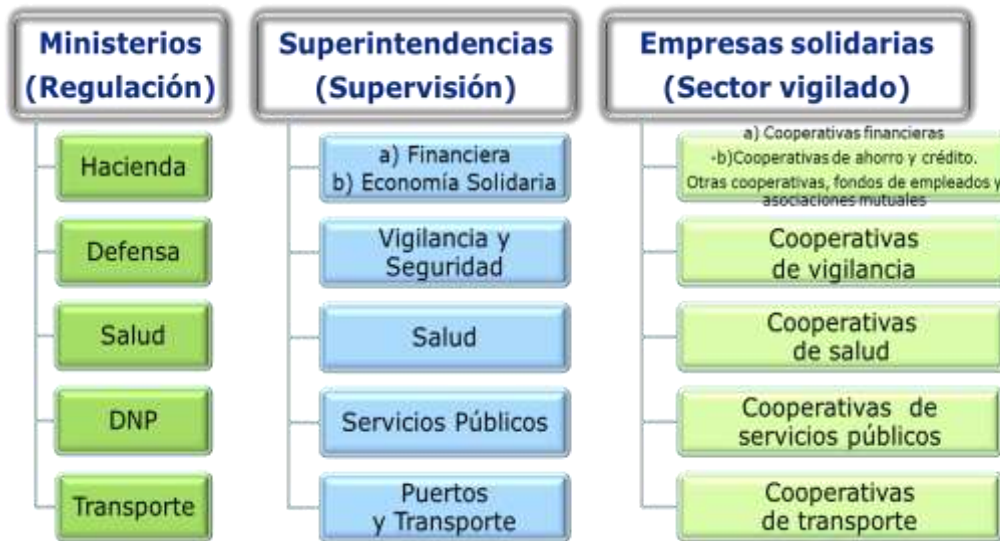 Ministerios
(Regulación)
Hacienda
Defensa
Salud
DNP
Transporte
Superintendencias
(Supervisión)
a) Financiera
b) Economía Solidaria
Vigilancia y
Seguridad
Salud
Servicios Públicos
Puertos
y Transporte
Empresas solidarias
(Sector vigilado)
a) Cooperativas financieras
-b)Cooperativas de ahorro y crédito.
Otras cooperativas, fondos de empleados y
asociaciones mutuales
Cooperativas
de vigilancia
Cooperativas
de salud
Cooperativas de
servicios públicos
Cooperativas
de transporte